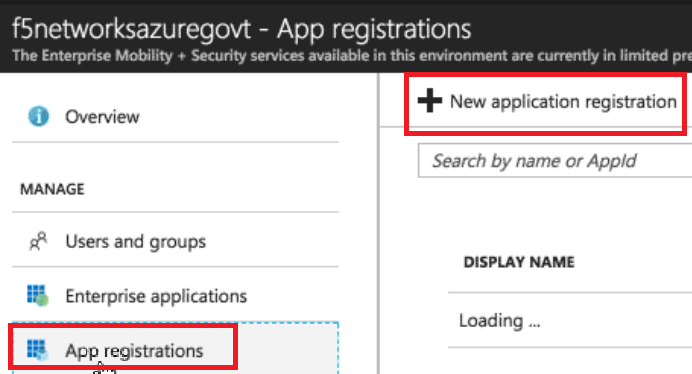 f5networksazuregovt - App registrations
The Enterprise Mobility + Security services available in this environment are currently in limited pre
Overview
New application registration
Search by name or AppId
MANAGE
Users and groups
DISPLAY NAME
Enterprise applications
Loading ...
App registrations